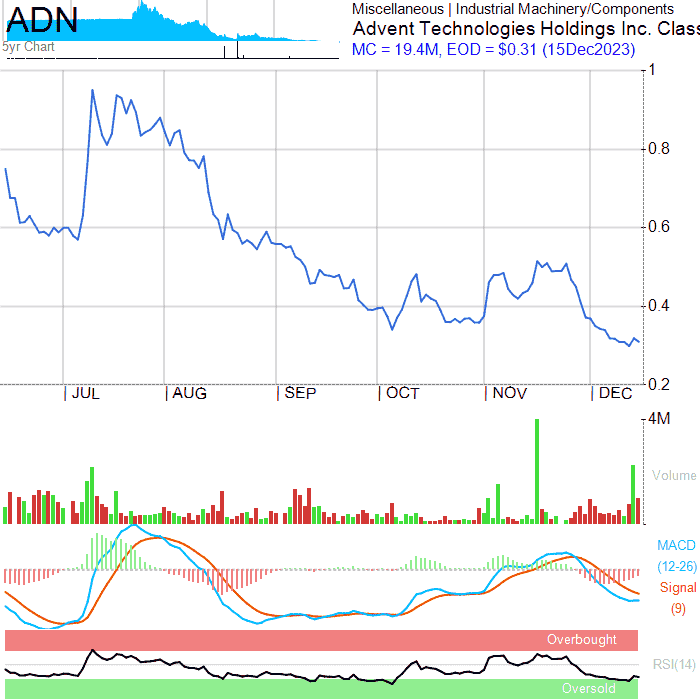 ADN
5yr Chart
Miscellaneous | Industrial Machinery/Components
Advent Technologies Holdings Inc. Clas
MC = 19.4M, EOD = $0.31 (15Dec2023)
1
0.8
0.6
0.4
0.2
| JUL | AUG | SEP | OCT | NOV | DEC
4M
Volume
MACD
(12-26)
Signal
(9)
Overbought
RSI(14)
Oversold